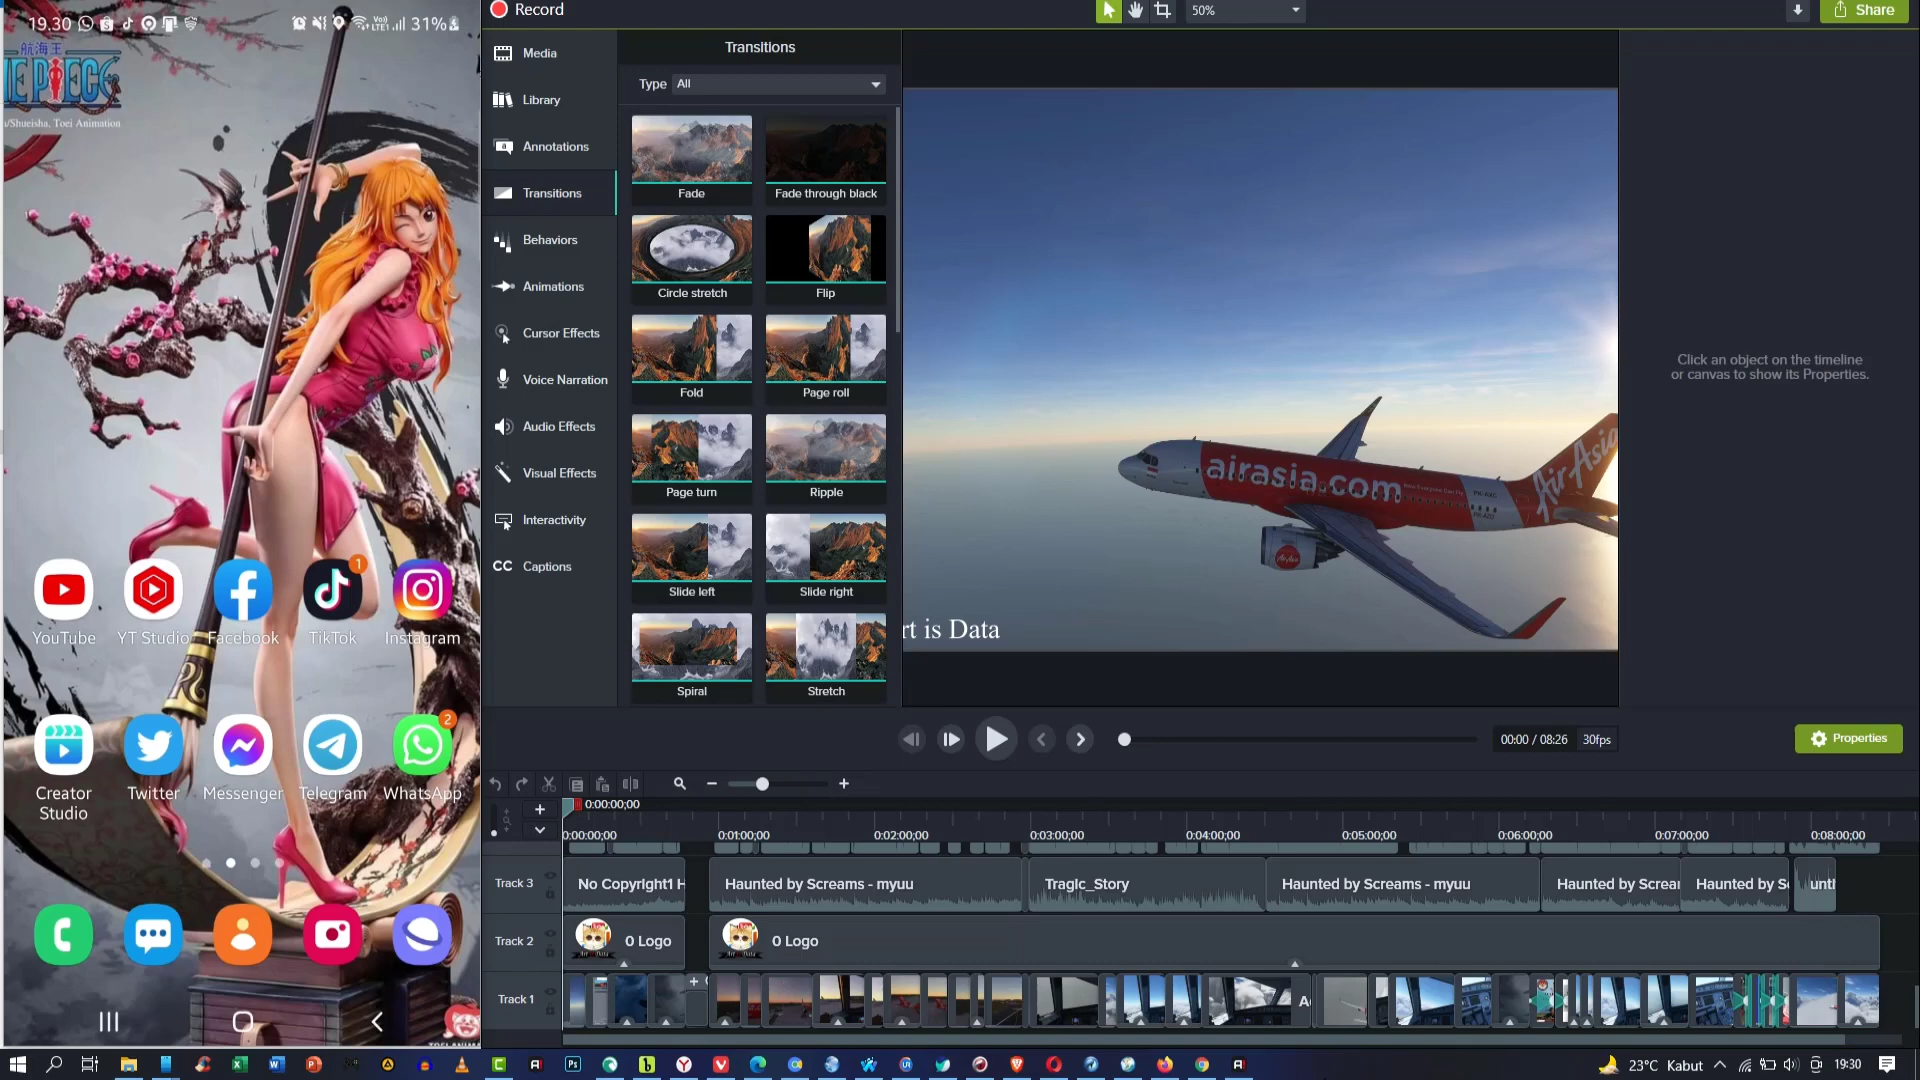 19.30
31%
航海王
NE PIECE
/Shueisha, Toei Animation
YouTube
YT Studio
Facebook
1
TikTok
Instagram
Creator
Studio
Twitter
Messenger
Telegram
2
WhatsApp
Record
50%
Share
Media
Library
Annotations
Transitions
Behaviors
Animations
Cursor Effects
Voice Narration
Audio Effects
Visual Effects
Interactivity
CC Captions
Transitions
Type All
Fade
Fade through black
Circle stretch
Flip
Fold
Page roll
Page turn
Ripple
Slide left
Slide right
Spiral
Stretch
airasia.com
AirAsia
rt is Data
Click an object on the timeline
or canvas to show its Properties.
00:00 / 08:26
30fps
Properties
0:00:00;00
0:00:00;00
0:01:00;00
0:02:00;00
0:03:00;00
0:04:00;00
0:05:00;00
0:06:00;00
0:07:00;00
0:08:00;00
Track 3
No Copyright1 H
Haunted by Screams - myuu
Tragic_Story
Haunted by Screams - myuu
Haunted by Screar
Haunted by Sc
unti
Track 2
0 Logo
0 Logo
Track 1
23°C Kabut
19:30